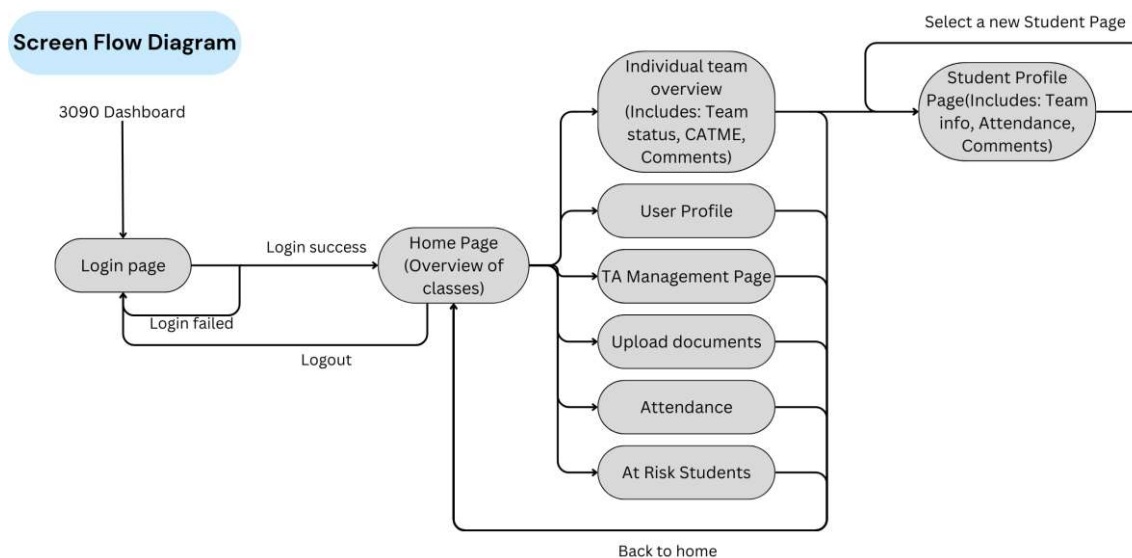 Screen Flow Diagram
Select a new Student Page
3090 Dashboard
Individual team
overview
(Includes: Team
status, CATME,
Comments)
Student Profile
Page(Includes: Team
info, Attendance,
Comments)
User Profile
Login page
Login success
Home Page
(Overview of
classes)
TA Management Page
Login failed
Logout
Upload documents
Attendance
At Risk Students
Back to home